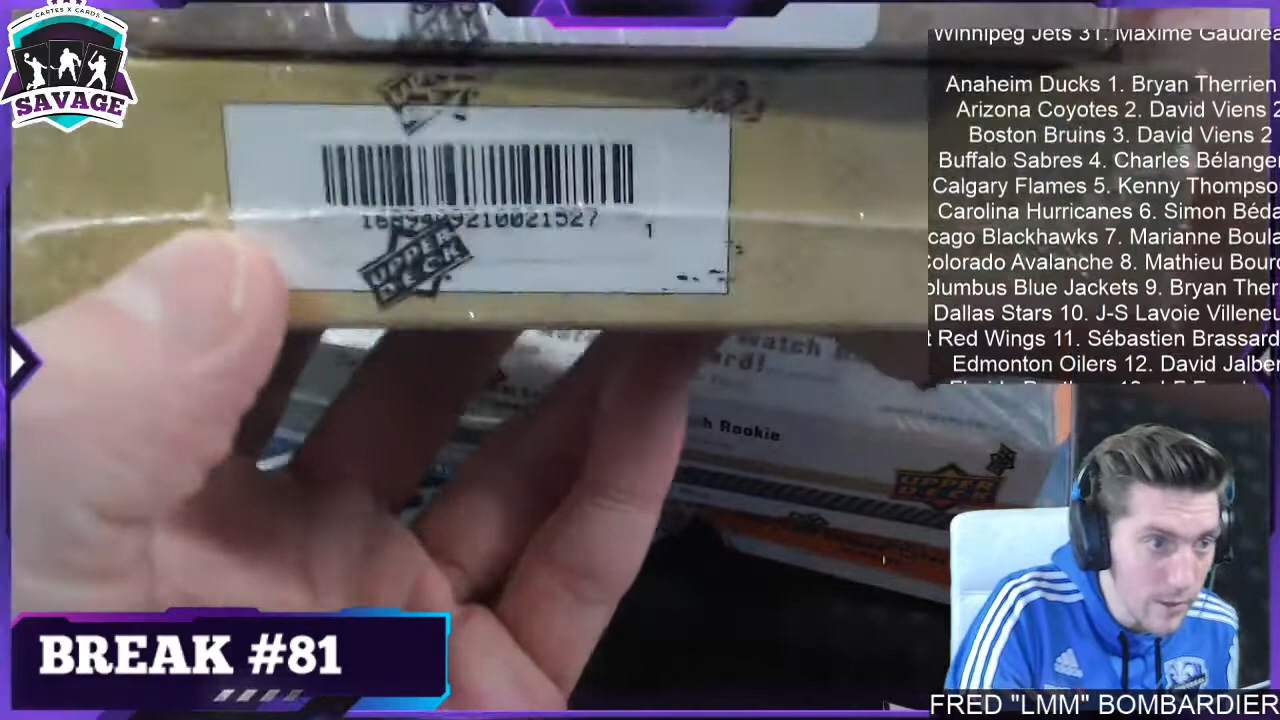 CARTES X CARDS
SAVAGE
Winnipeg Jets 31. Maxime Gaudrea
Anaheim Ducks 1. Bryan Therrien
Arizona Coyotes 2. David Viens 2
Boston Bruins 3. David Viens 2
Buffalo Sabres 4. Charles Bélanger
Calgary Flames 5. Kenny Thompso
Carolina Hurricanes 6. Simon Béda
cago Blackhawks 7. Marianne Boula
Colorado Avalanche 8. Mathieu Bourc
olumbus Blue Jackets 9. Bryan Ther
Dallas Stars 10. J-S Lavoie Villeneu
t Red Wings 11. Sébastien Brassard
Edmonton Oilers 12. David Jalber
1
UPPER DECK
Watch
ard!
h Rookie
UPPER DECK
BREAK #81
FRED "LMM" BOMBARDIER